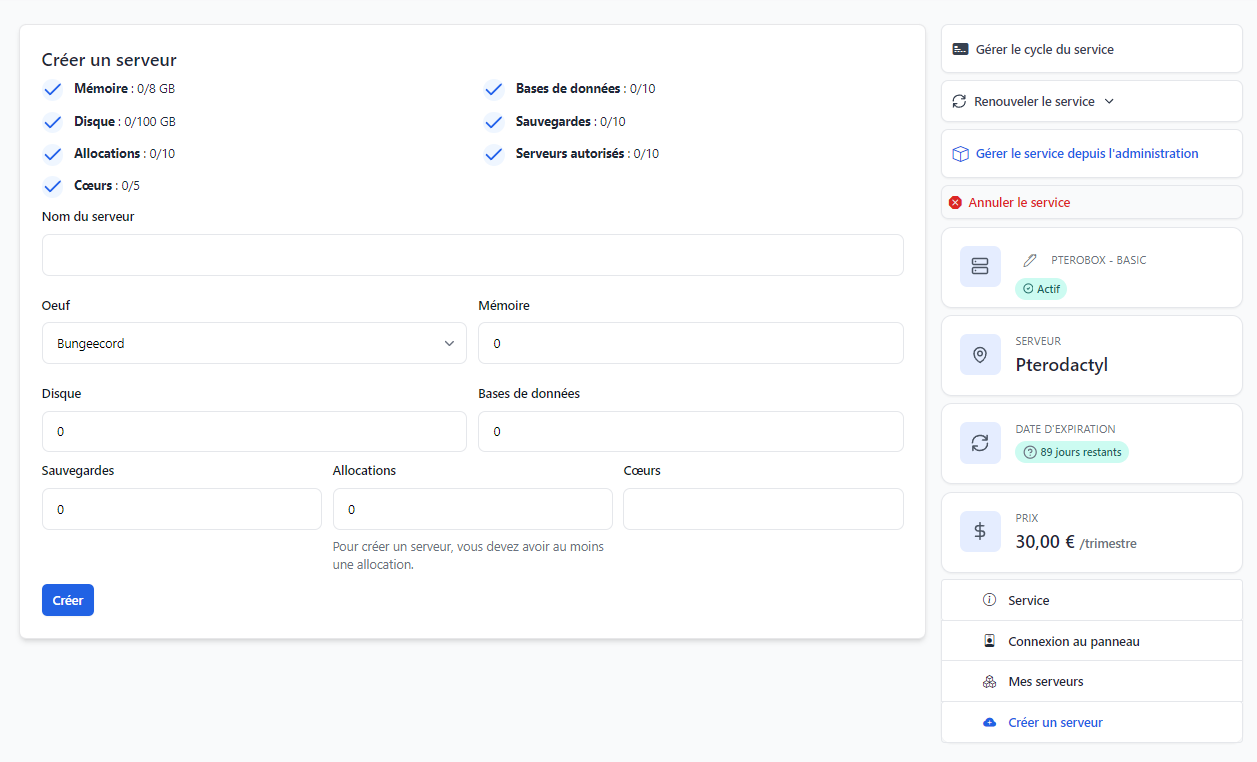 Créer un serveur
Mémoire : 0/8 GB
Bases de données : 0/10
Disque : 0/100 GB
Sauvegardes : 0/10
Allocations : 0/10
Serveurs autorisés : 0/10
Cœurs : 0/5
Nom du serveur
Oeuf
Mémoire
Bungeecord
0
Disque
Bases de données
0
0
Sauvegardes
Allocations
Cœurs
0
0
Pour créer un serveur, vous devez avoir au moins
une allocation.
Créer
Gérer le cycle du service
Renouveler le service
Gérer le service depuis l'administration
Annuler le service
PTEROBOX - BASIC
Actif
SERVEUR
Pterodactyl
DATE D'EXPIRATION
89 jours restants
PRIX
30,00 € /trimestre
Service
Connexion au panneau
Mes serveurs
Créer un serveur